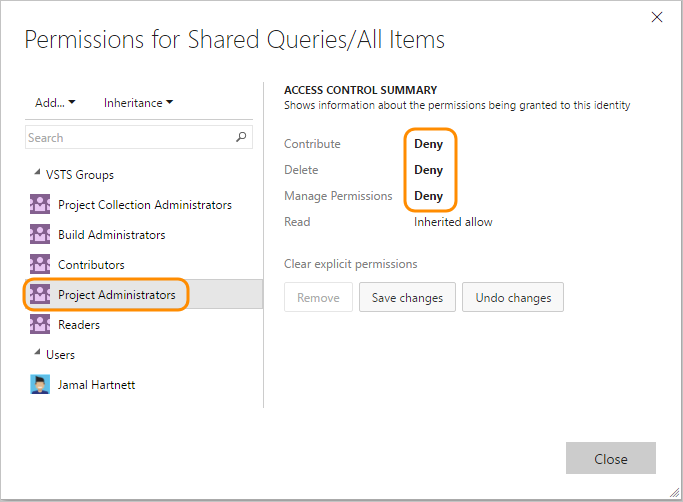 Permissions for Shared Queries/All Items
Add...
Inheritance
Search
VSTS Groups
Project Collection Administrators
Build Administrators
Contributors
Project Administrators
Readers
Users
Jamal Hartnett
ACCESS CONTROL SUMMARY
Shows information about the permissions being granted to this identity
Contribute Deny
Delete Deny
Manage Permissions Deny
Read Inherited allow
Clear explicit permissions
Remove Save changes Undo changes
Close